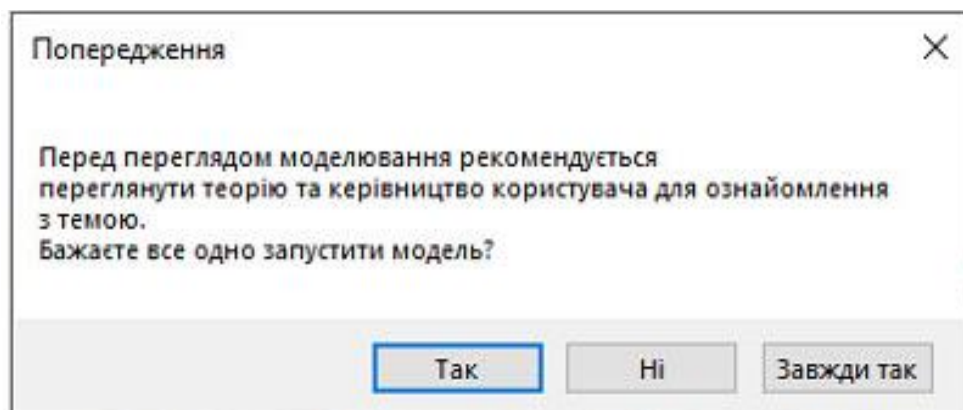 Попередження
Перед переглядом моделювання рекомендується
переглянути теорію та керівництво користувача для ознайомлення
з темою.
Бажаєте все одно запустити модель?
Так Ні Завжди так